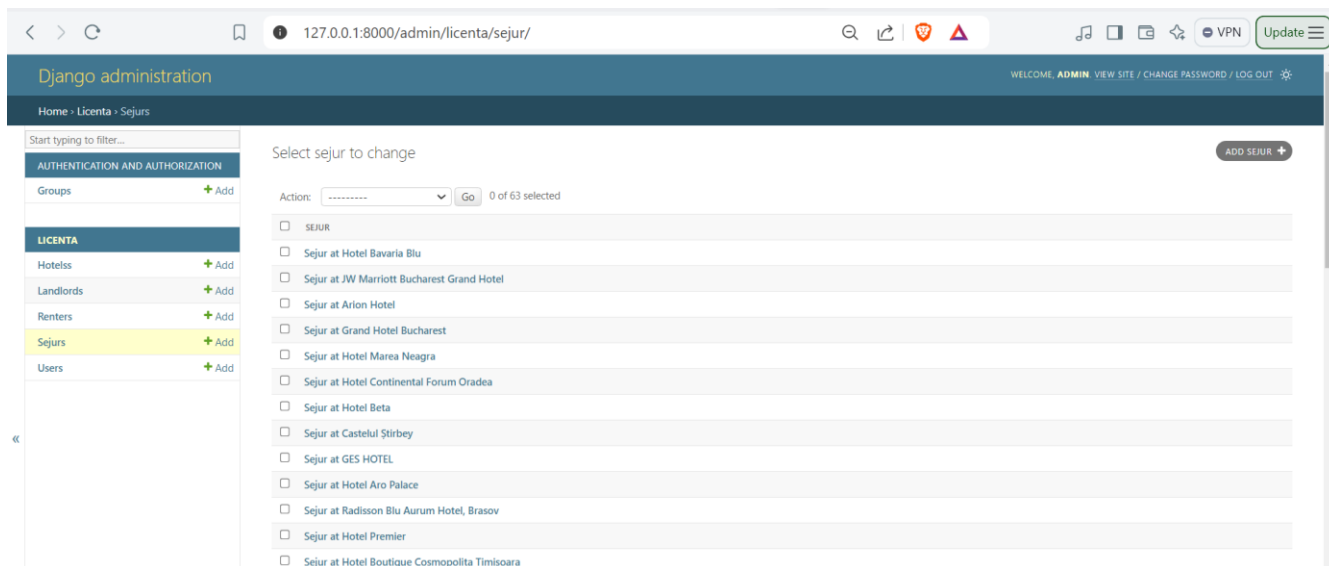 127.0.0.1:8000/admin/licenta/sejur/
VPN
Update
Django administration
WELCOME, ADMIN. VIEW SITE / CHANGE PASSWORD / LOG OUT
Home › Licenta › Sejurs
Start typing to filter...
AUTHENTICATION AND AUTHORIZATION
Groups + Add
LICENTA
Hotelss + Add
Landlords + Add
Renters + Add
Sejurs + Add
Users + Add
«
Select sejur to change
ADD SEJUR +
Action: --------- Go 0 of 63 selected
SEJUR
Sejur at Hotel Bavaria Blu
Sejur at JW Marriott Bucharest Grand Hotel
Sejur at Arion Hotel
Sejur at Grand Hotel Bucharest
Sejur at Hotel Marea Neagra
Sejur at Hotel Continental Forum Oradea
Sejur at Hotel Beta
Sejur at Castelul Știrbey
Sejur at GES HOTEL
Sejur at Hotel Aro Palace
Sejur at Radisson Blu Aurum Hotel, Brasov
Sejur at Hotel Premier
Sejur at Hotel Boutique Cosmopolita Timisoara